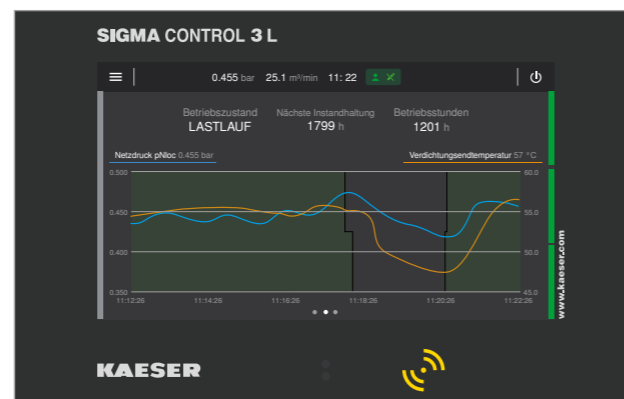 SIGMA CONTROL 3 L
0.455 bar 25.1 m³/min 11: 22
Betriebszustand Nächste Instandhaltung Betriebsstunden
LASTLAUF 1799 h 1201 h
Netzdruck pNloc 0.455 bar Verdichtungsendtemperatur 57 °C
0.500 60.0
0.450 55.0
0.400 50.0
0.350 45.0
11:12:26 11:14:26 11:16:26 11:18:26 11:20:26 11:22:26
www.kaeser.com
KAESER